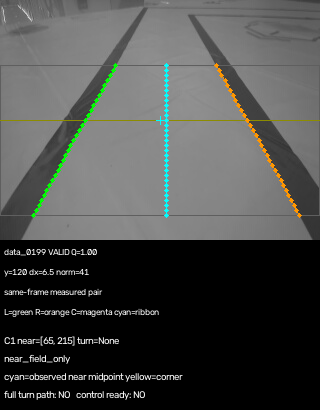 data_0199 VALID Q=1.00
y=120 dx=6.5 norm=41
same-frame measured pair
L=green R=orange C=magenta cyan=ribbon
C1 near=[65, 215] turn=None
near_field_only
cyan=observed near midpoint yellow=corner
full turn path: NO control ready: NO